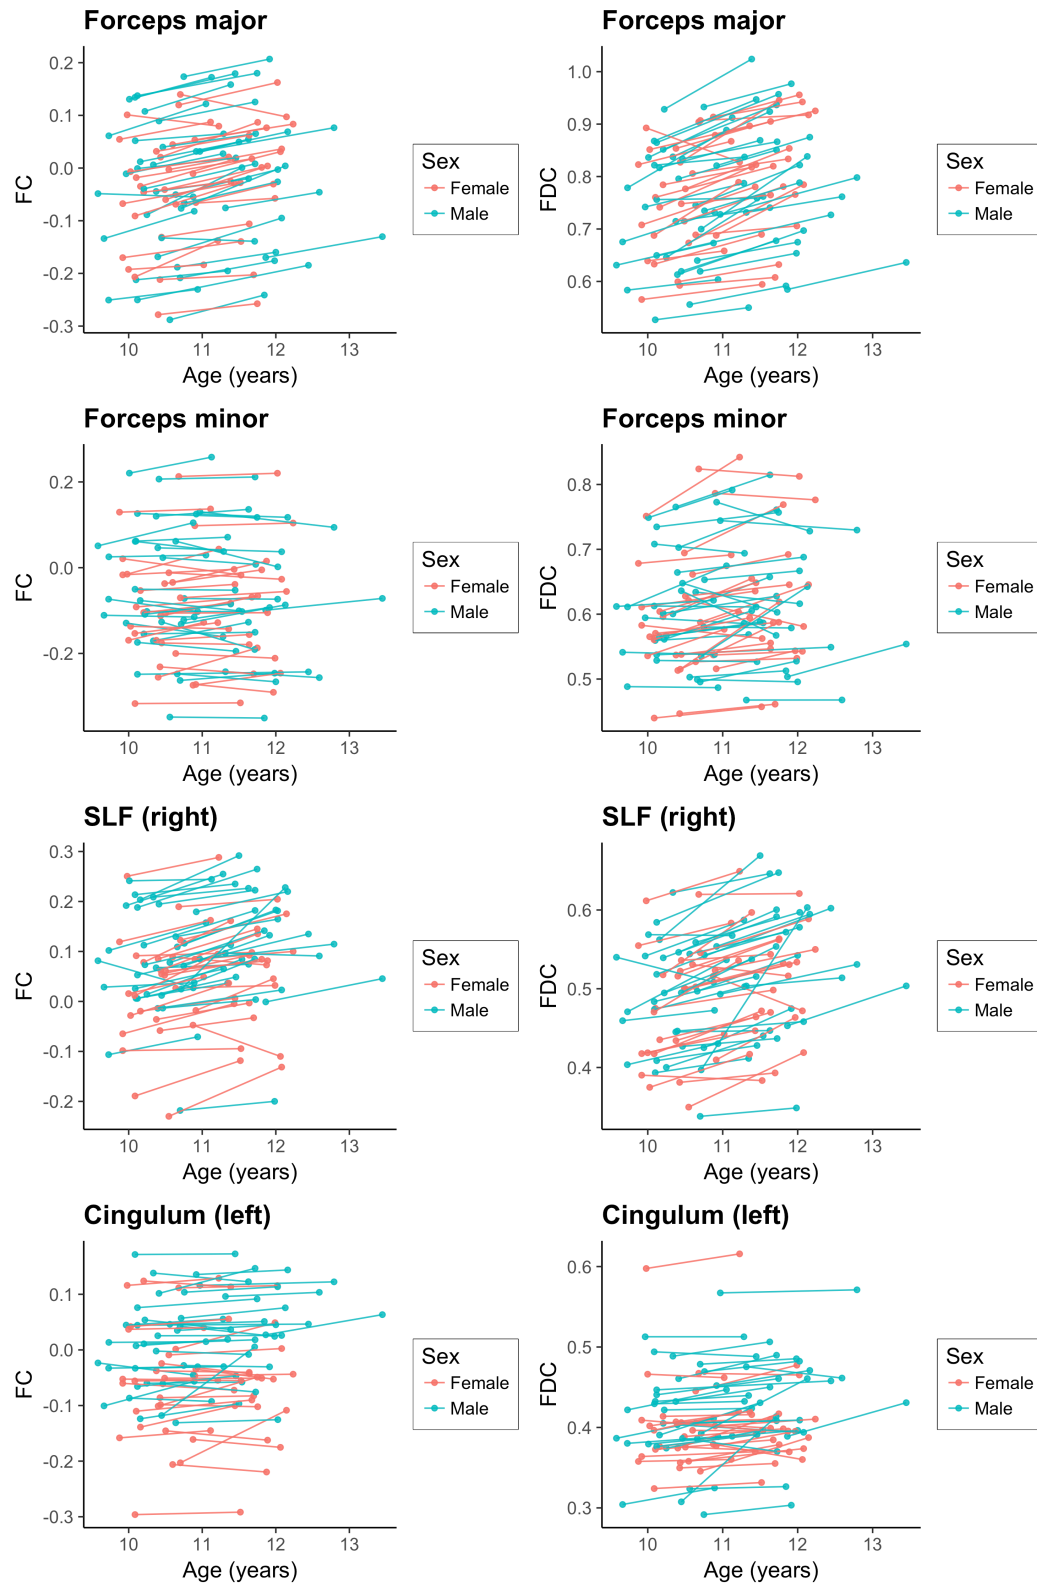 Forceps major
Forceps major
0.2
0.1
0.0
-0.1
-0.2
-0.3
FC
10
11
12
13
Age (years)
Sex
Female
Male
1.0
0.9
0.8
0.7
0.6
FDC
10
11
12
13
Age (years)
Sex
Female
Male
Forceps minor
Forceps minor
0.2
0.0
-0.2
FC
10
11
12
13
Age (years)
Sex
Female
Male
0.8
0.7
0.6
0.5
FDC
10
11
12
13
Age (years)
Sex
Female
Male
SLF (right)
SLF (right)
0.3
0.2
0.1
0.0
-0.1
-0.2
FC
10
11
12
13
Age (years)
Sex
Female
Male
0.6
0.5
0.4
FDC
10
11
12
13
Age (years)
Sex
Female
Male
Cingulum (left)
Cingulum (left)
0.1
0.0
-0.1
-0.2
-0.3
FC
10
11
12
13
Age (years)
Sex
Female
Male
0.6
0.5
0.4
0.3
FDC
10
11
12
13
Age (years)
Sex
Female
Male